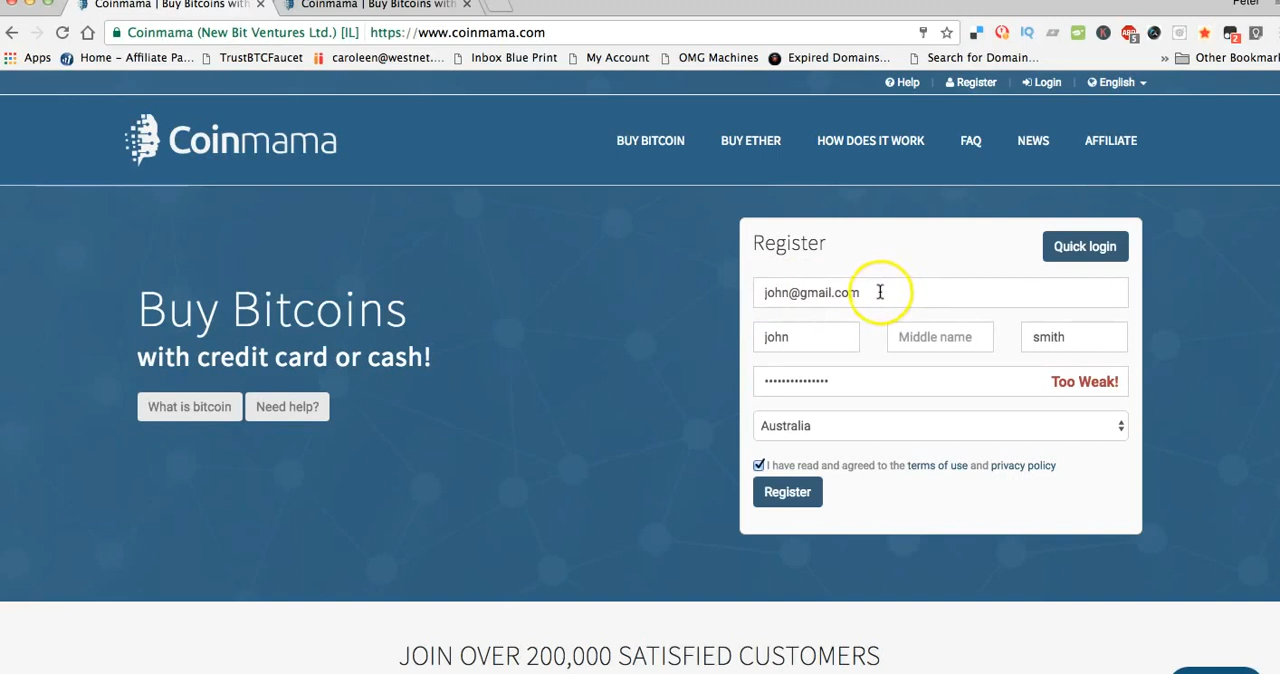 Coinmama | Buy Bitcoins with
Coinmama | Buy Bitcoins with
Peter
Coinmama (New Bit Ventures Ltd.) [IL]
https://www.coinmama.com
Apps
Home – Affiliate Pa...
TrustBTCFaucet
caroleen@westnet....
Inbox Blue Print
My Account
OMG Machines
Expired Domains...
Search for Domain...
»
Other Bookmar
Help
Register
Login
English
Coinmama
BUY BITCOIN
BUY ETHER
HOW DOES IT WORK
FAQ
NEWS
AFFILIATE
Buy Bitcoins
with credit card or cash!
What is bitcoin
Need help?
Register
Quick login
john@gmail.com
john
Middle name
smith
•••••••••••••••
Too Weak!
Australia
I have read and agreed to the terms of use and privacy policy
Register
JOIN OVER 200,000 SATISFIED CUSTOMERS